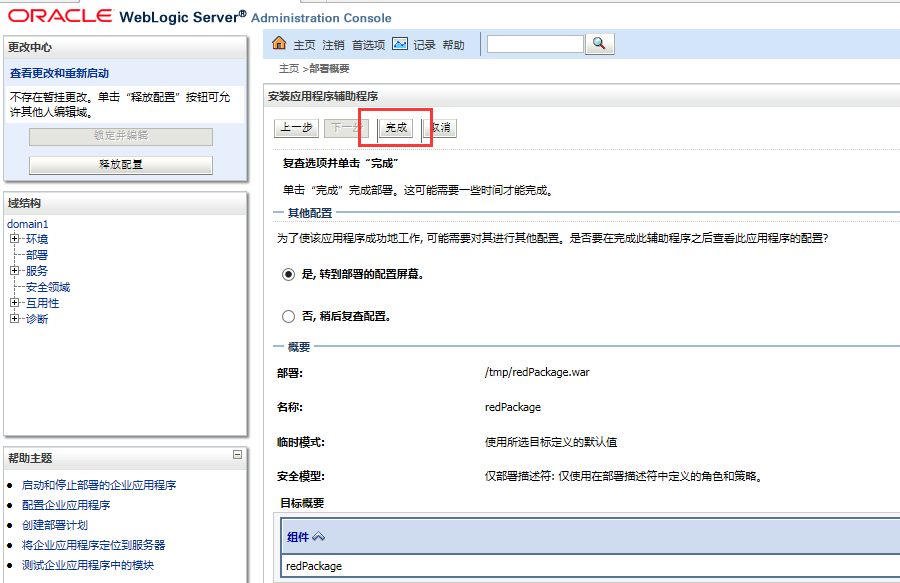 ORACLE WebLogic Server® Administration Console
更改中心
查看更改和重新启动
不存在暂挂更改。单击“释放配置”按钮可允
许其他人编辑域。
锁定并编辑
释放配置
域结构
domain1
环境
部署
服务
安全领域
互用性
诊断
帮助主题
启动和停止部署的企业应用程序
配置企业应用程序
创建部署计划
将企业应用程序定位到服务器
测试企业应用程序中的模块
主页 注销 首选项 记录 帮助
主页 >部署概要
安装应用程序辅助程序
上一步 下一步 完成 取消
复查选项并单击“完成”
单击“完成”完成部署。这可能需要一些时间才能完成。
其他配置
为了使该应用程序成功地工作, 可能需要对其进行其他配置。是否要在完成此辅助程序之后查看此应用程序的配置?
是, 转到部署的配置屏幕。
否, 稍后复查配置。
概要
部署: /tmp/redPackage.war
名称: redPackage
临时模式: 使用所选目标定义的默认值
安全模型: 仅部署描述符: 仅使用在部署描述符中定义的角色和策略。
目标概要
组件
redPackage